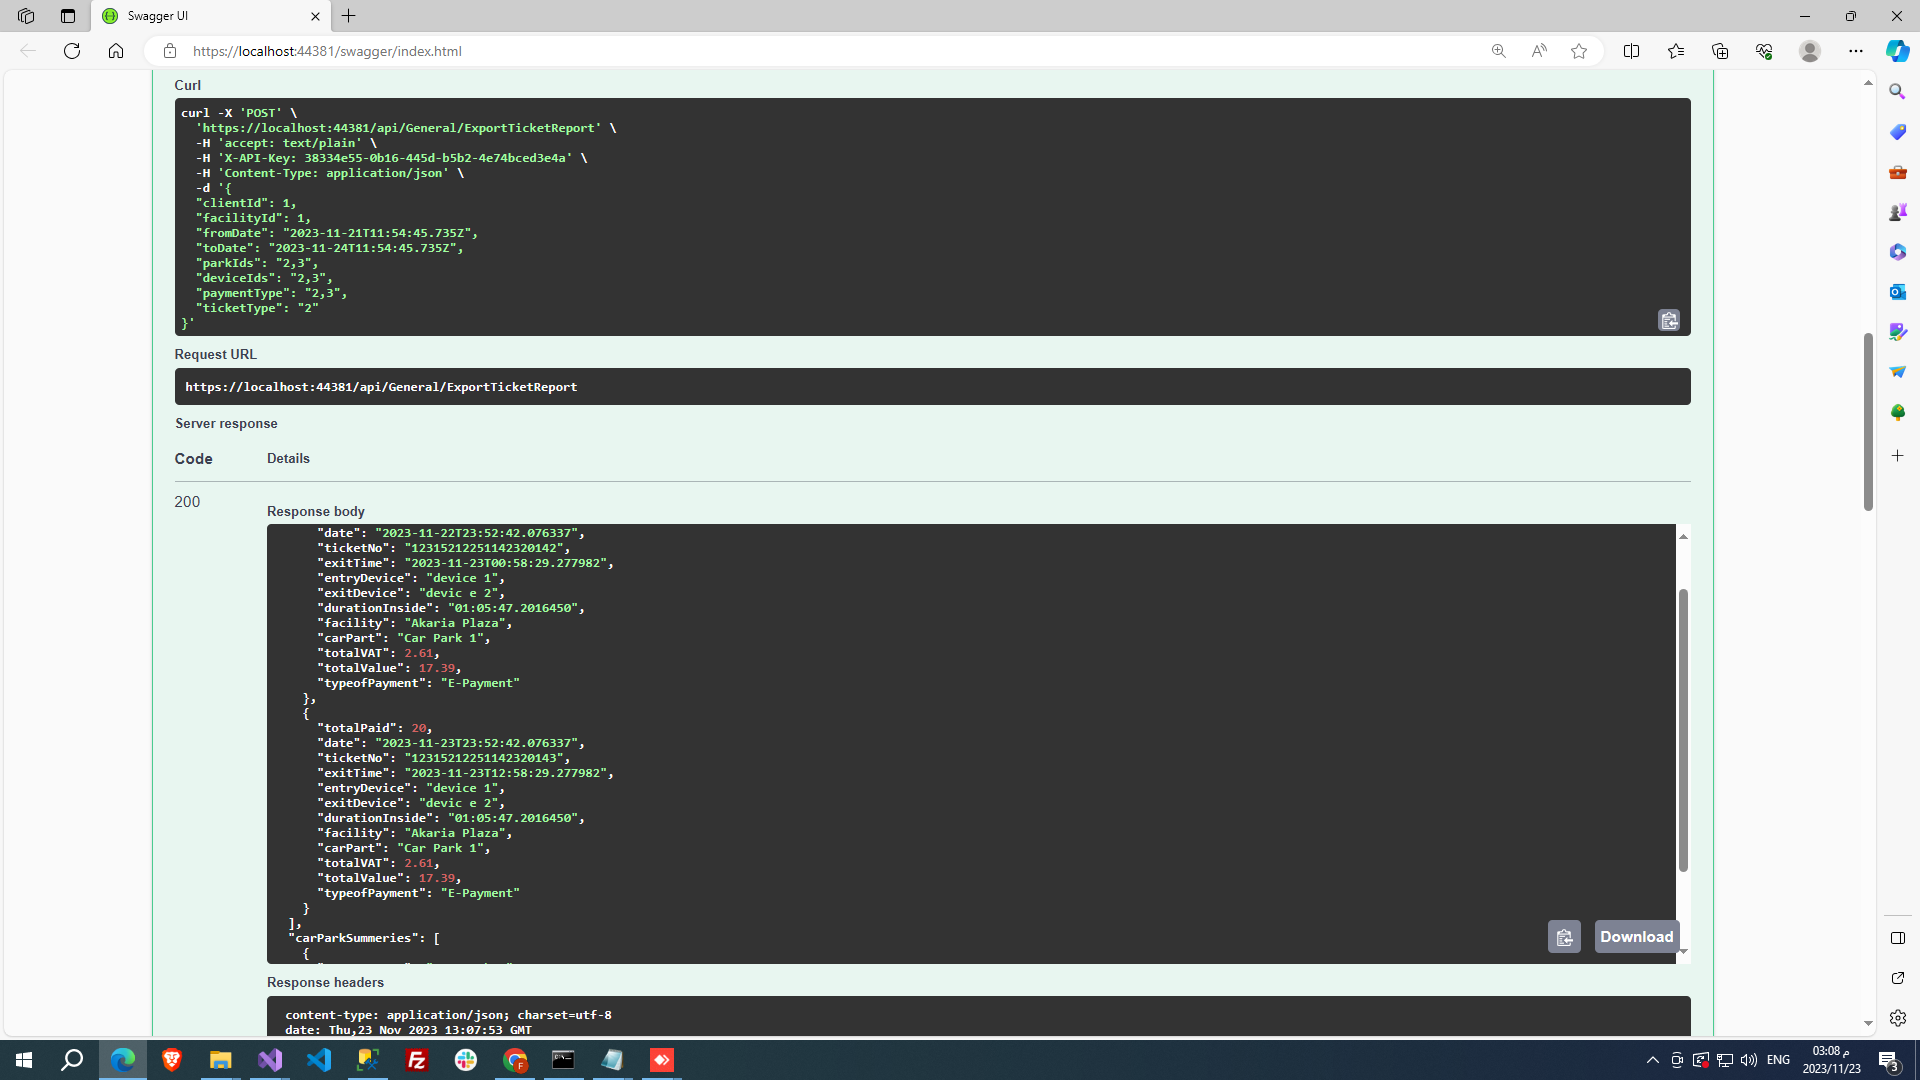 Swagger UI
https://localhost:44381/swagger/index.html
Curl
curl -X 'POST' \
'https://localhost:44381/api/General/ExportTicketReport' \
-H 'accept: text/plain' \
-H 'X-API-Key: 38334e55-0b16-445d-b5b2-4e74bced3e4a' \
-H 'Content-Type: application/json' \
-d '{
"clientId": 1,
"facilityId": 1,
"fromDate": "2023-11-21T11:54:45.735Z",
"toDate": "2023-11-24T11:54:45.735Z",
"parkIds": "2,3",
"deviceIds": "2,3",
"paymentType": "2,3",
"ticketType": "2"
}'
Request URL
https://localhost:44381/api/General/ExportTicketReport
Server response
Code Details
200
Response body
"date": "2023-11-22T23:52:42.076337",
"ticketNo": "12315212251142320142",
"exitTime": "2023-11-23T00:58:29.277982",
"entryDevice": "device 1",
"exitDevice": "devic e 2",
"durationInside": "01:05:47.2016450",
"facility": "Akaria Plaza",
"carPart": "Car Park 1",
"totalVAT": 2.61,
"totalValue": 17.39,
"typeofPayment": "E-Payment"
},
{
"totalPaid": 20,
"date": "2023-11-23T23:52:42.076337",
"ticketNo": "12315212251142320143",
"exitTime": "2023-11-23T12:58:29.277982",
"entryDevice": "device 1",
"exitDevice": "devic e 2",
"durationInside": "01:05:47.2016450",
"facility": "Akaria Plaza",
"carPart": "Car Park 1",
"totalVAT": 2.61,
"totalValue": 17.39,
"typeofPayment": "E-Payment"
}
],
"carParkSummeries": [
{
Download
Response headers
content-type: application/json; charset=utf-8
date: Thu,23 Nov 2023 13:07:53 GMT
ENG
03:08 م
2023/11/23
3